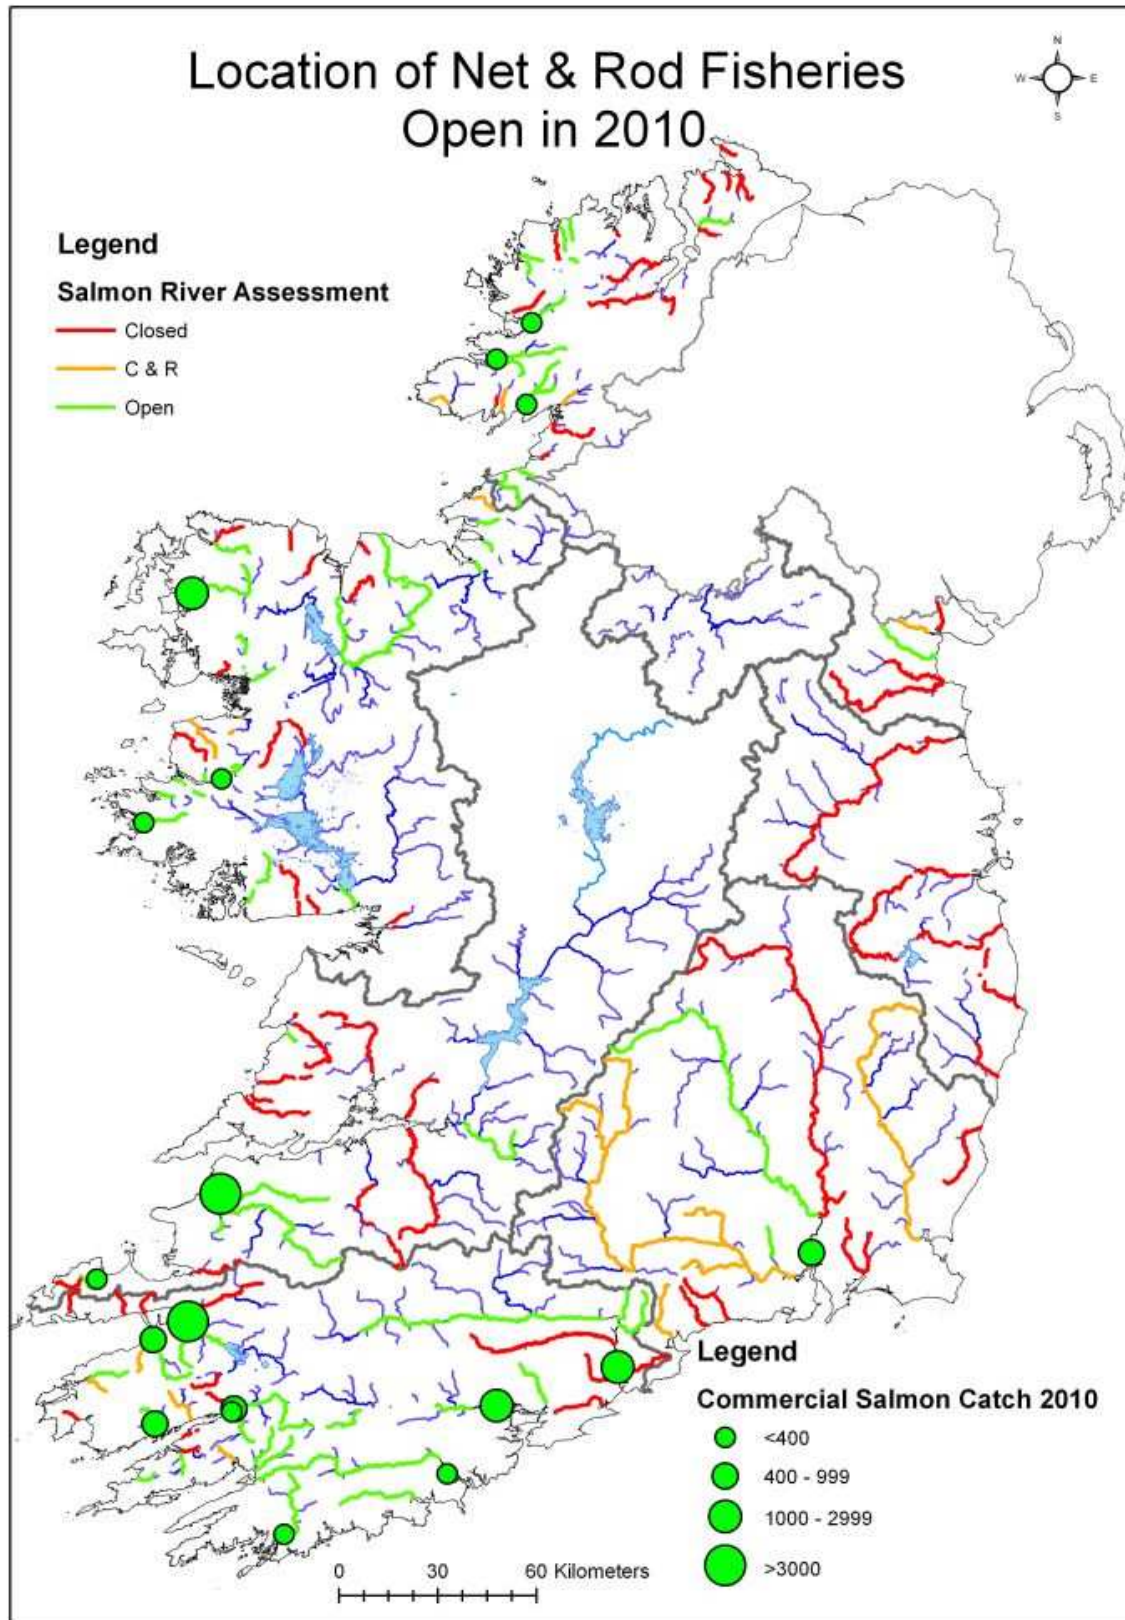 Location of Net & Rod Fisheries
Open in 2010
N
W E
S
Legend
Salmon River Assessment
Closed
C & R
Open
Legend
Commercial Salmon Catch 2010
<400
400 - 999
1000 - 2999
>3000
0 30 60 Kilometers